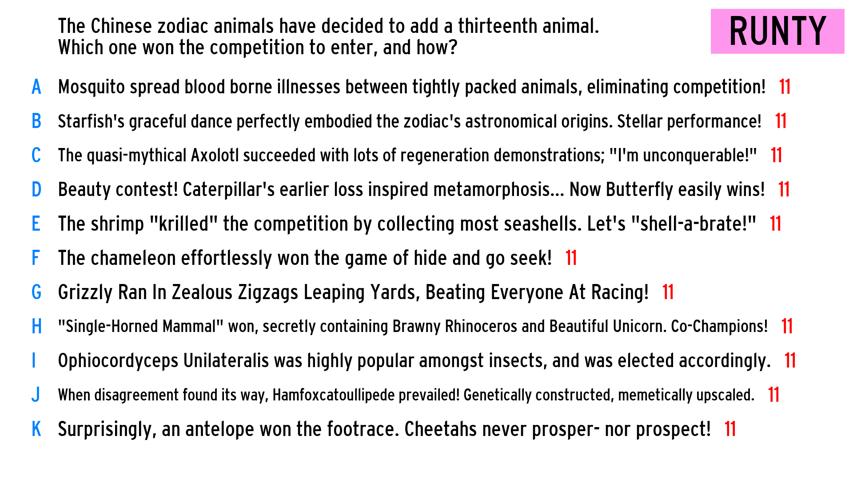 The Chinese zodiac animals have decided to add a thirteenth animal.
Which one won the competition to enter, and how?
RUNTY
A Mosquito spread blood borne illnesses between tightly packed animals, eliminating competition! 11
B Starfish's graceful dance perfectly embodied the zodiac's astronomical origins. Stellar performance! 11
C The quasi-mythical Axolotl succeeded with lots of regeneration demonstrations; "I'm unconquerable!" 11
D Beauty contest! Caterpillar's earlier loss inspired metamorphosis... Now Butterfly easily wins! 11
E The shrimp "krilled" the competition by collecting most seashells. Let's "shell-a-brate!" 11
F The chameleon effortlessly won the game of hide and go seek! 11
G Grizzly Ran In Zealous Zigzags Leaping Yards, Beating Everyone At Racing! 11
H "Single-Horned Mammal" won, secretly containing Brawny Rhinoceros and Beautiful Unicorn. Co-Champions! 11
I Ophiocordyceps Unilateralis was highly popular amongst insects, and was elected accordingly. 11
J When disagreement found its way, Hamfoxcatoullipede prevailed! Genetically constructed, memetically upscaled. 11
K Surprisingly, an antelope won the footrace. Cheetahs never prosper- nor prospect! 11